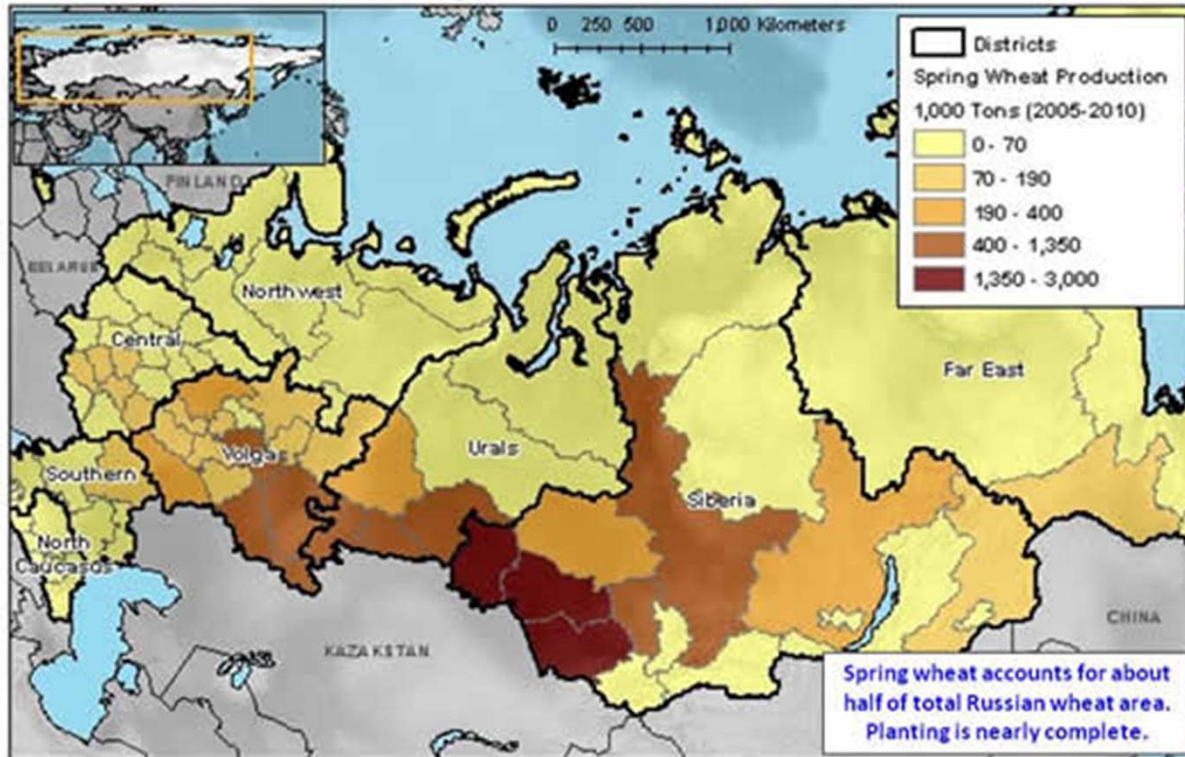 0 250 500 1,000 Kilometers
Districts
Spring Wheat Production
1,000 Tons (2005-2010)
0 - 70
70 - 190
190 - 400
400 - 1,350
1,350 - 3,000
FINLAND
BELARUS
Northwest
Central
Far East
Volga
Urals
Southern
Siberia
North
Caucasus
KAZAKSTAN
CHINA
Spring wheat accounts for about
half of total Russian wheat area.
Planting is nearly complete.